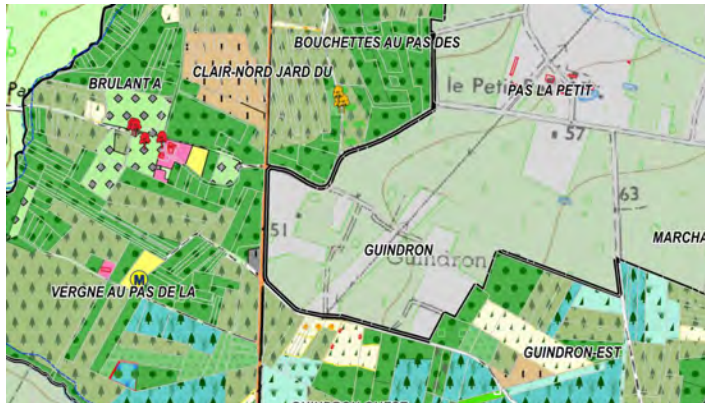 BOUCHETTES AU PAS DES
CLAIR-NORD JARD DU
BRULANT A
Pa
le Petit
PAS LA PETIT
57
63
51
MARCHA
GUINDRON
Guindron
M
VERGNE AU PAS DE LA
GUINDRON-EST